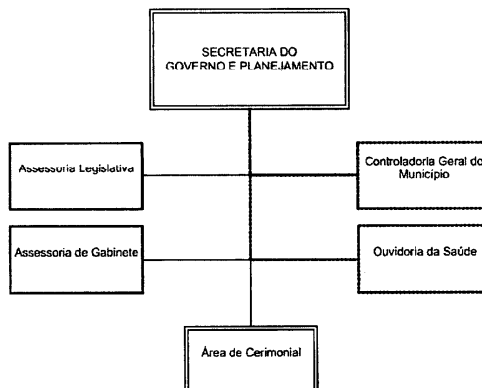 SECRETARIA DO
GOVERNO E PLANEJAMENTO
Assessoria Legislativa
Controladoria Geral do
Município
Assessoria de Gabinete
Ouvidoria da Saúde
Área de Cerimonial